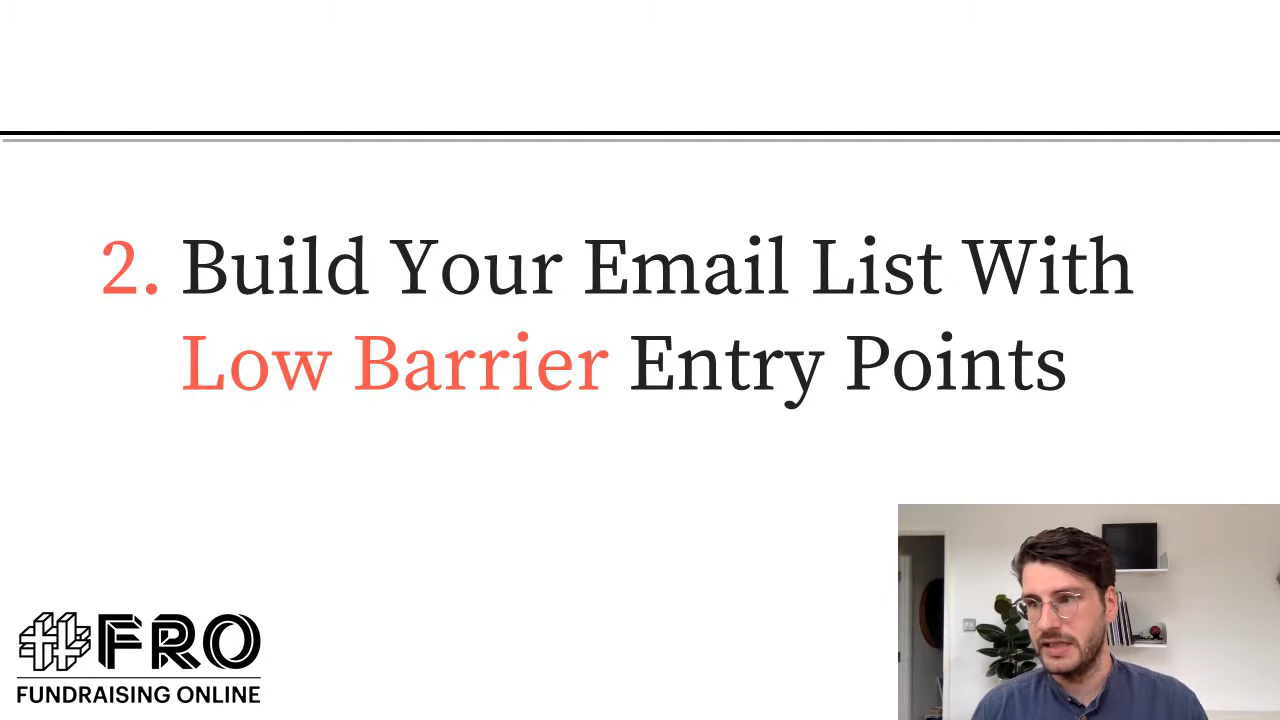 2. Build Your Email List With
Low Barrier Entry Points
#FRO
FUNDRAISING ONLINE